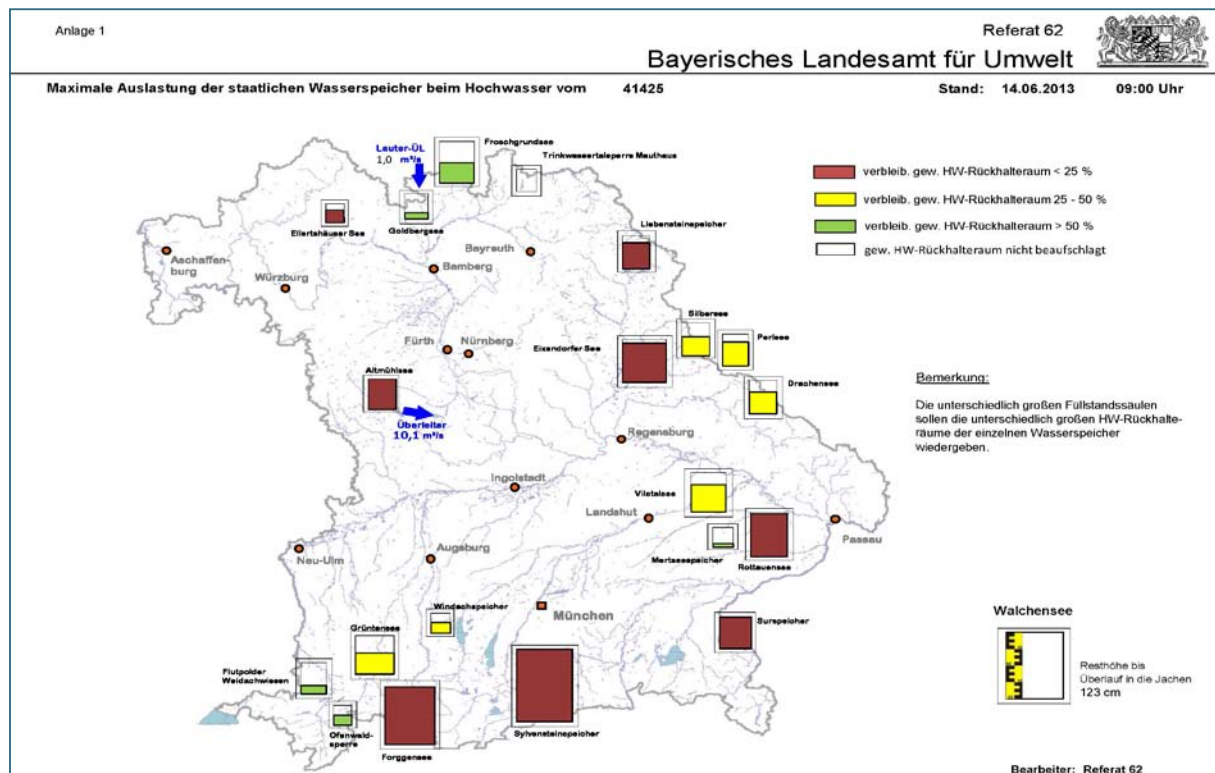 Anlage 1
Referat 62
Bayerisches Landesamt für Umwelt
Maximale Auslastung der staatlichen Wasserspeicher beim Hochwasser vom 41425 Stand: 14.06.2013 09:00 Uhr
Froschgrundsee
Lauter-ÜL
1,0 m³/s
Trinkwassertalsperre Mauthaus
verbleib. gew. HW-Rückhalteraum < 25 %
verbleib. gew. HW-Rückhalteraum 25 - 50 %
verbleib. gew. HW-Rückhalteraum > 50 %
gew. HW-Rückhalteraum nicht beaufschlagt
Ellertshäuser See
Goldbergsee
Liebensteinspeicher
Aschaffen-
burg
Bayreuth
Bamberg
Würzburg
Silbersee
Perlsee
Fürth
Nürnberg
Eixendorfer See
Altmühlsee
Drachensee
Bemerkung:
Die unterschiedlich großen Füllstandssäulen
sollen die unterschiedlich großen HW-Rückhalte-
räume der einzelnen Wasserspeicher
wiedergeben.
Überleiter
10,1 m³/s
Regensburg
Ingolstadt
Vilstalsee
Landshut
Passau
Neu-Ulm
Augsburg
Mertseespeicher
Rottauensee
Windachspeicher
München
Walchensee
Grüntensee
Surspeicher
Flutpolder
Weidachwiesen
Resthöhe bis
Überlauf in die Jachen
123 cm
Ofenwald-
sperre
Forggensee
Sylvensteinspeicher
Bearbeiter: Referat 62